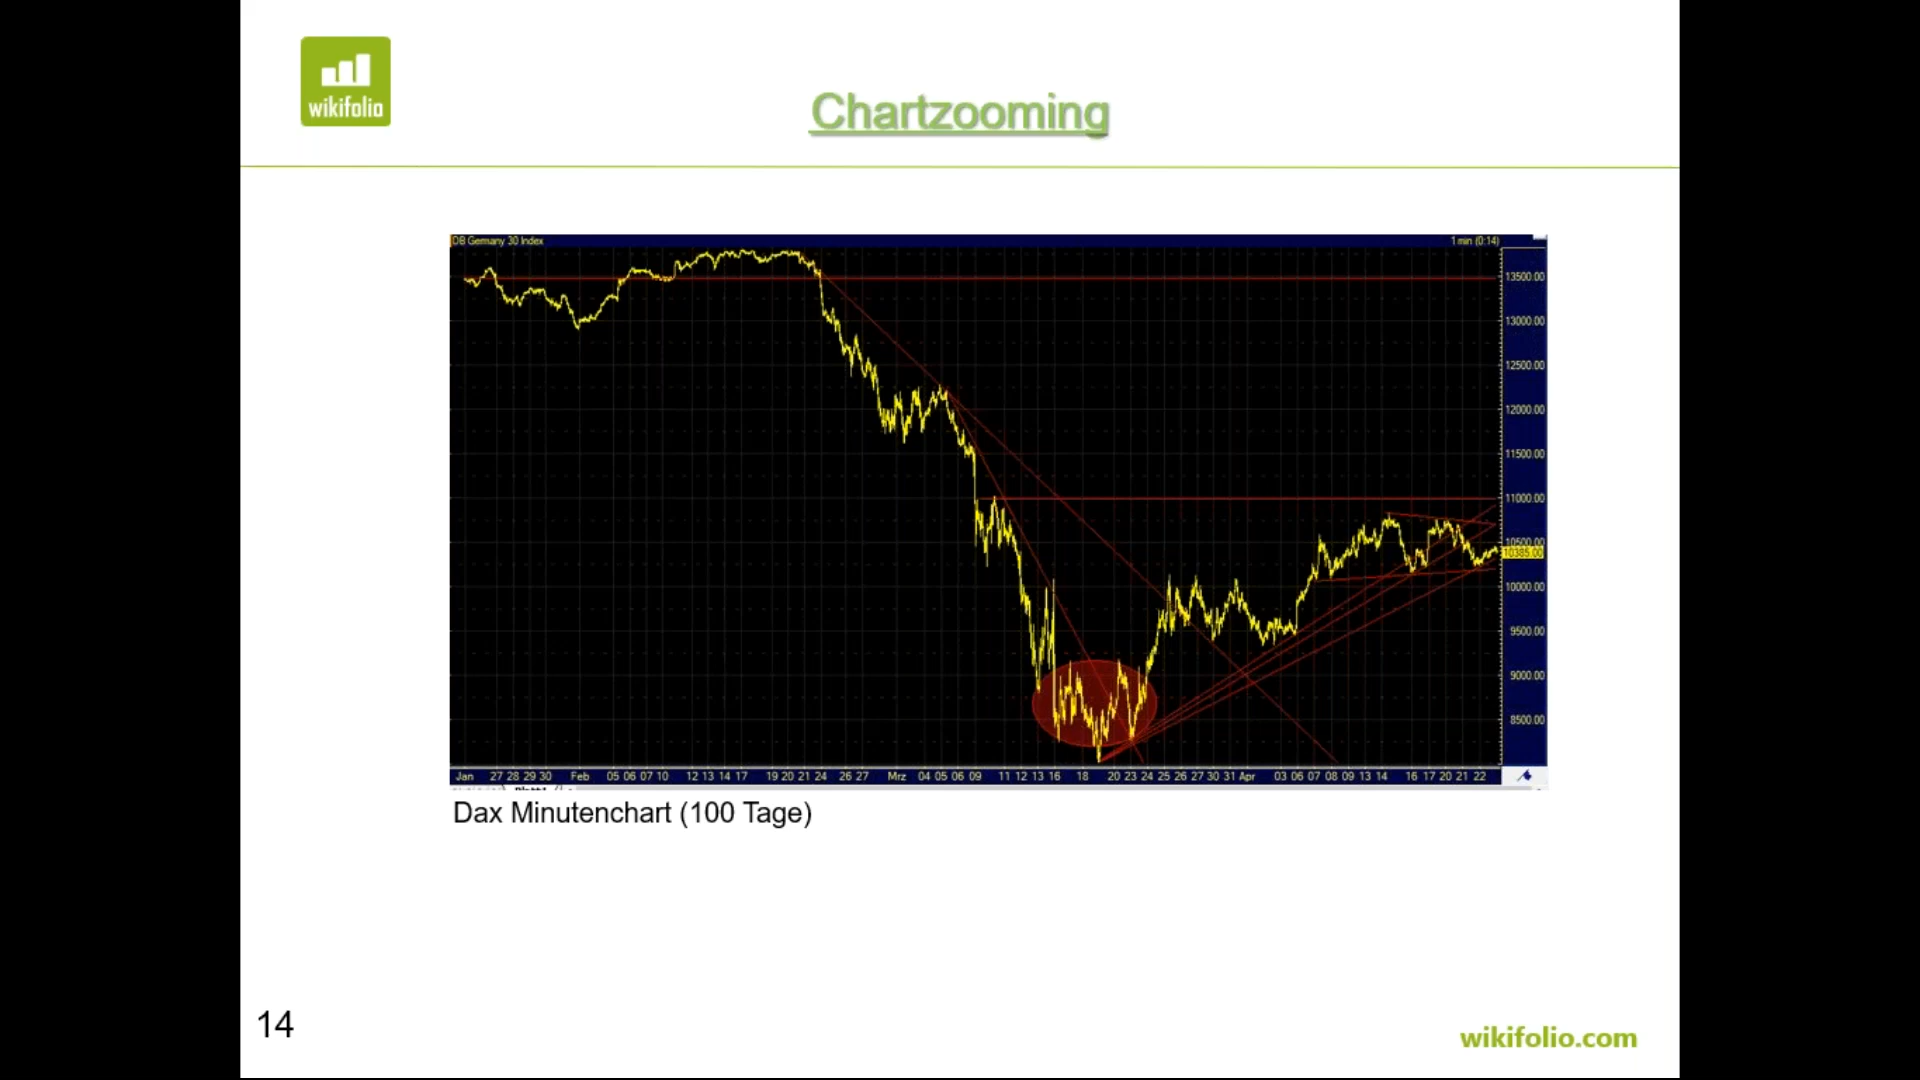 wikifolio
Chartzooming
DB Germany 30 Index
1 min (0:14)
13500.00
13000.00
12500.00
12000.00
11500.00
11000.00
10500.00
10385.00
10000.00
9500.00
9000.00
8500.00
Jan 27 28 29 30 Feb 05 06 07 10 12 13 14 17 19 20 21 24 26 27 Mrz 04 05 06 09 11 12 13 16 18 20 23 24 25 26 27 30 31 Apr 03 06 07 08 09 13 14 16 17 20 21 22
Dax Minutenchart (100 Tage)
14
wikifolio.com